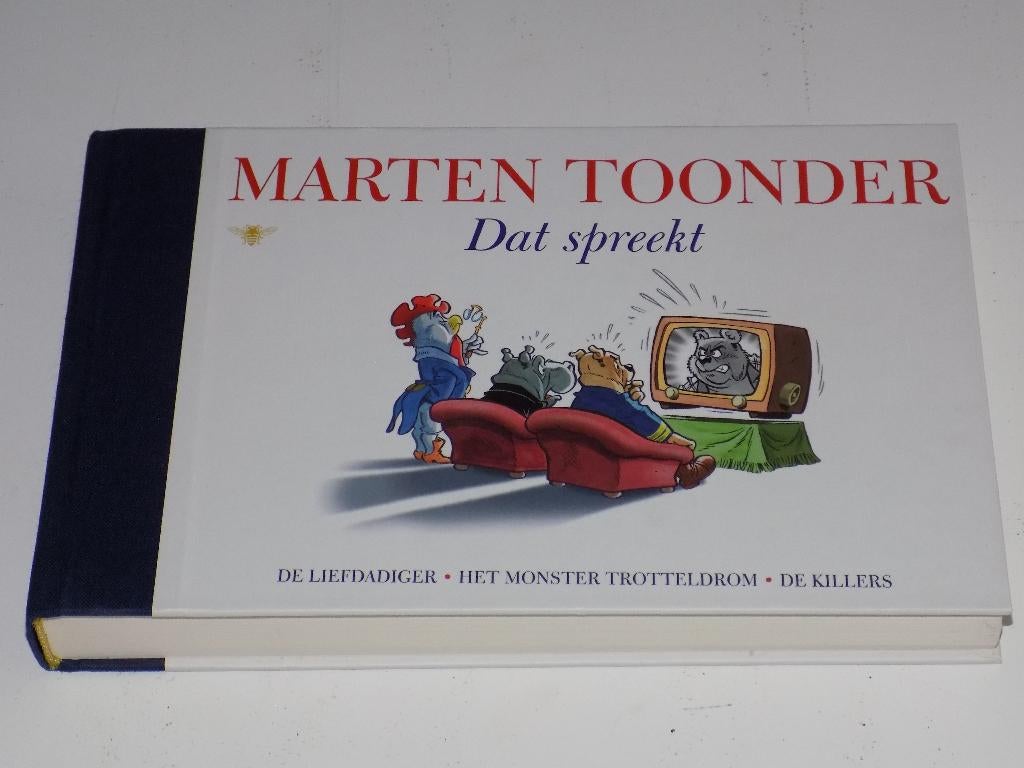 MARTEN TOONDER
Dat spreekt
DE LIEFDADIGER • HET MONSTER TROTTELDROM • DE KILLERS